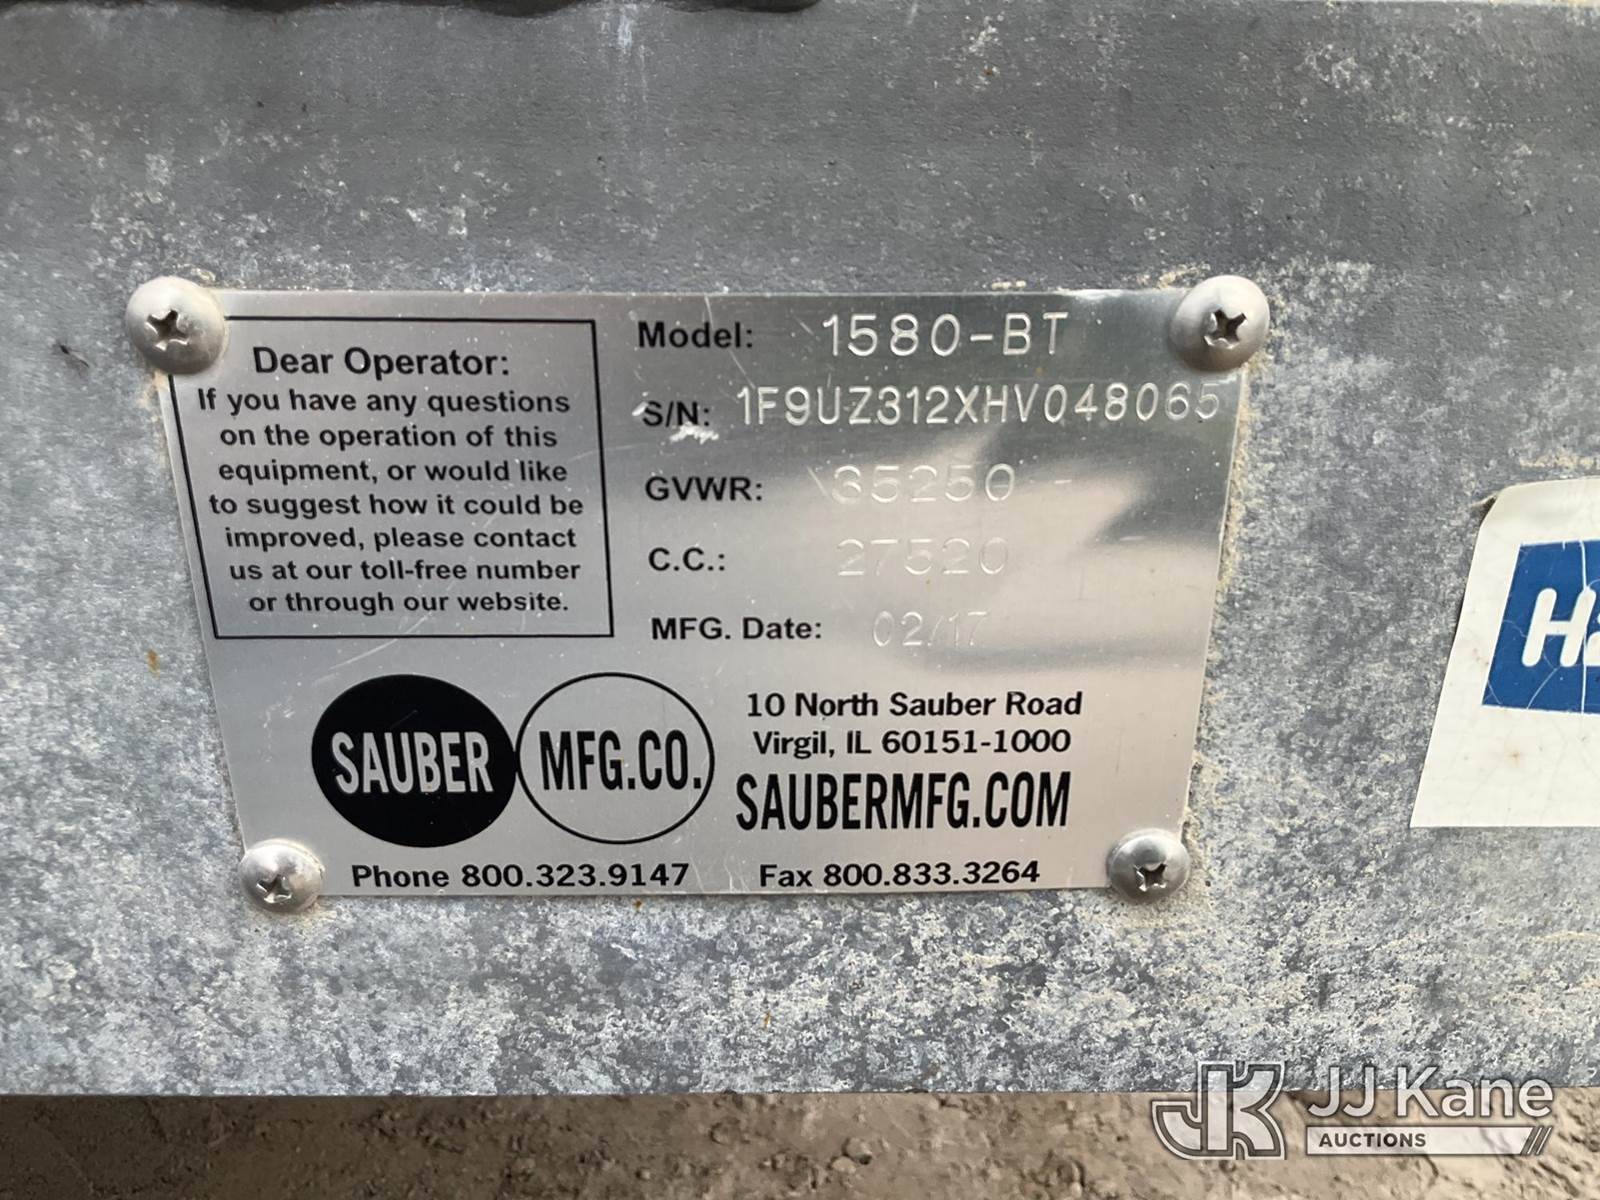 Dear Operator:
If you have any questions
on the operation of this
equipment, or would like
to suggest how it could be
improved, please contact
us at our toll-free number
or through our website.
Model: 1580-BT
S/N: 1F9UZ312XHV048065
GVWR: 35250
C.C.: 27520
MFG. Date: 02/17
SAUBER MFG.CO.
10 North Sauber Road
Virgil, IL 60151-1000
SAUBERMFG.COM
Phone 800.323.9147 Fax 800.833.3264
JJ Kane
AUCTIONS